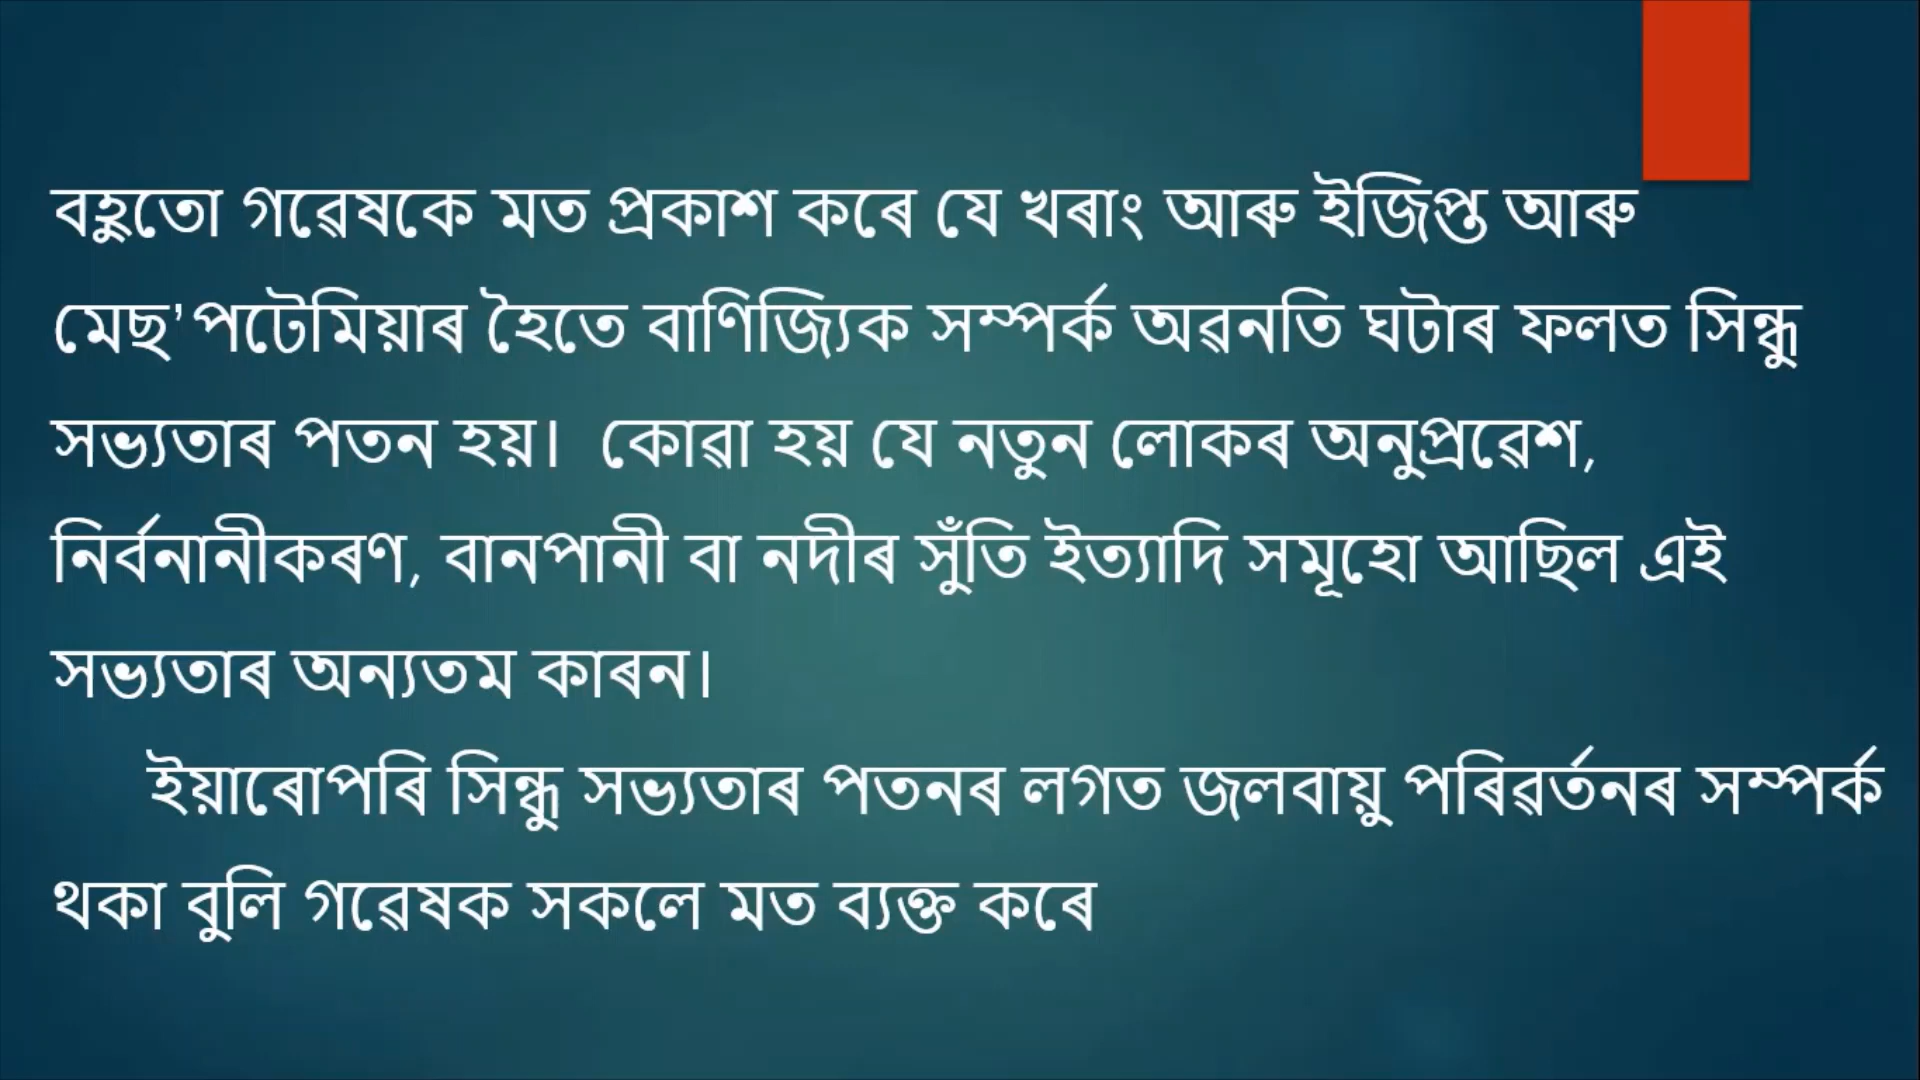 বহুতো গৱেষকে মত প্ৰকাশ কৰে যে খৰাং আৰু ইজিপ্ত আৰু
মেছ'পটেমিয়াৰ হৈতে বাণিজ্যিক সম্পৰ্ক অৱনতি ঘটাৰ ফলত সিন্ধু
সভ্যতাৰ পতন হয়। কোৱা হয় যে নতুন লোকৰ অনুপ্ৰৱেশ,
নিৰ্বনানীকৰণ, বানপানী বা নদীৰ সুঁতি ইত্যাদি সমূহো আছিল এই
সভ্যতাৰ অন্যতম কাৰন।
ইয়াৰোপৰি সিন্ধু সভ্যতাৰ পতনৰ লগত জলবায়ু পৰিৱৰ্তনৰ সম্পৰ্ক
থকা বুলি গৱেষক সকলে মত ব্যক্ত কৰে